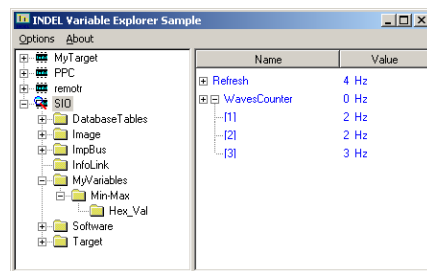 INDEL Variable Explorer Sample
Options About
MyTarget
PPC
remotr
SIO
DatabaseTables
Image
ImpBus
InfoLink
MyVariables
Min-Max
Hex_Val
Software
Target
Name Value
Refresh 4 Hz
WavesCounter 0 Hz
[1] 2 Hz
[2] 2 Hz
[3] 3 Hz